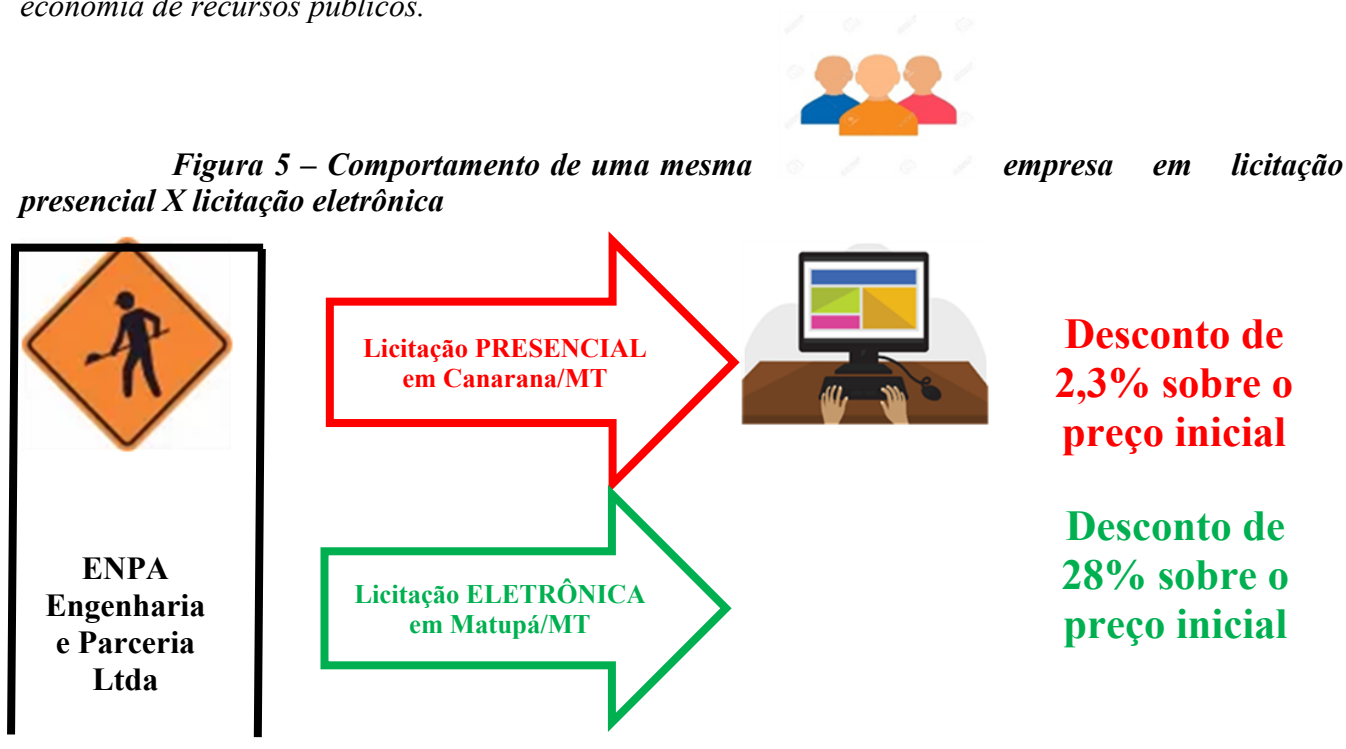 economia de recursos públicos.
Figura 5 – Comportamento de uma mesma empresa em licitação
presencial X licitação eletrônica
Licitação PRESENCIAL
em Canarana/MT
Desconto de
2,3% sobre o
preço inicial
ENPA
Engenharia
e Parceria
Ltda
Licitação ELETRÔNICA
em Matupá/MT
Desconto de
28% sobre o
preço inicial